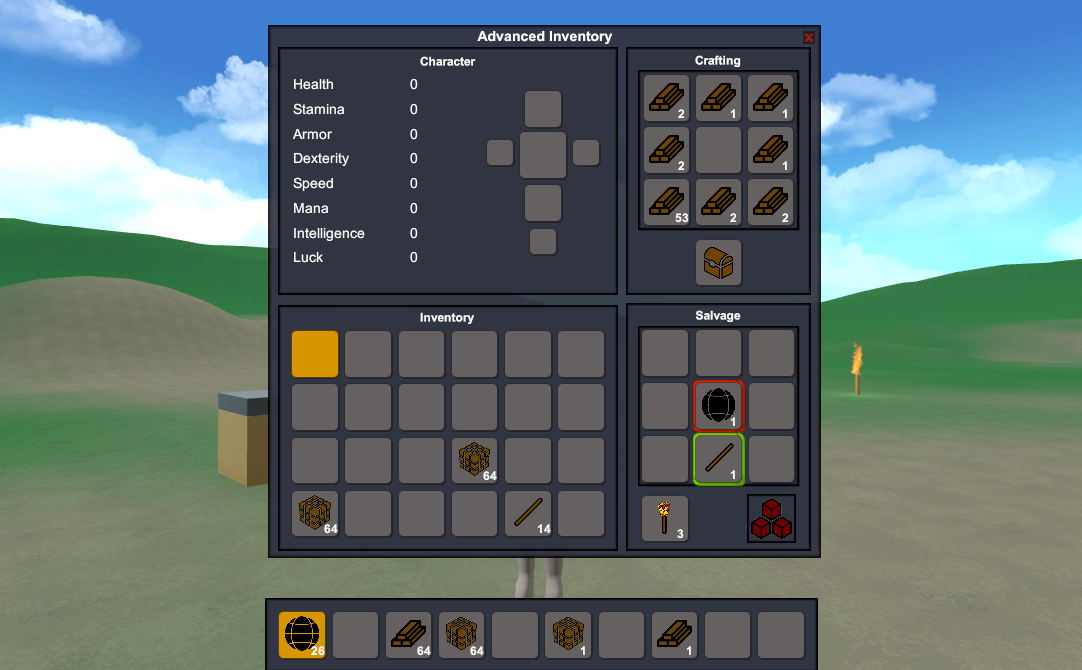 Advanced Inventory
Character
Health 0
Stamina 0
Armor 0
Dexterity 0
Speed 0
Mana 0
Intelligence 0
Luck 0
Crafting
2 1 1
2 1
53 2 2
Inventory
64
64 14
Salvage
1
1
3
26 64 64 1 1